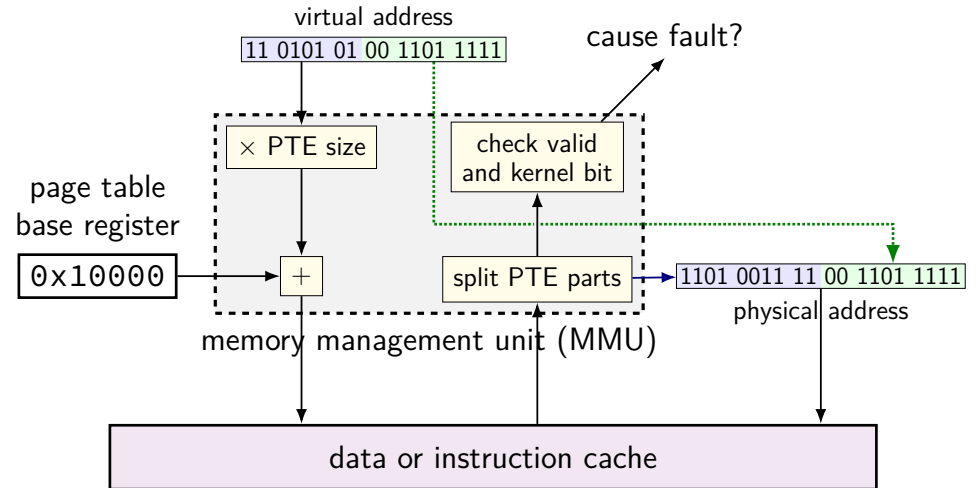 virtual address
11 0101 01 00 1101 1111
cause fault?
× PTE size
check valid
and kernel bit
page table
base register
0x10000
+
split PTE parts
1101 0011 11 00 1101 1111
physical address
memory management unit (MMU)
data or instruction cache